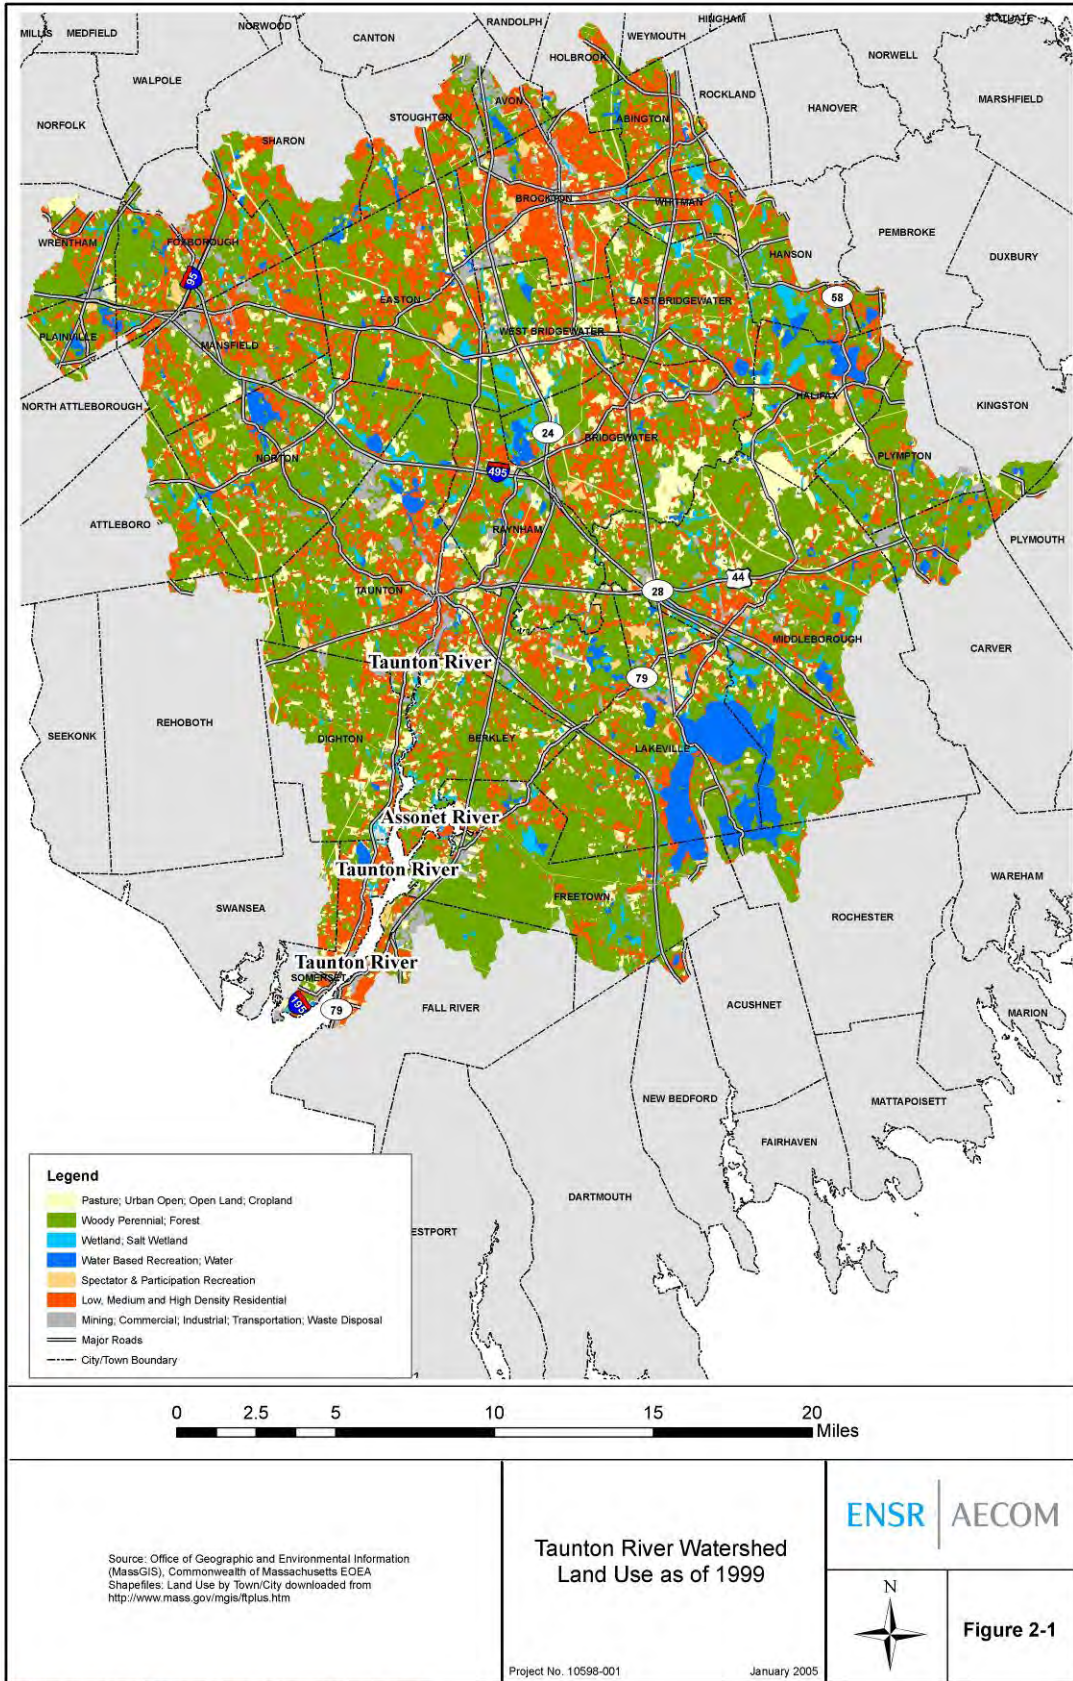 MILLIS
MEDFIELD
NORWOOD
CANTON
RANDOLPH
HINGHAM
SCITUATE
WEYMOUTH
HOLBROOK
NORWELL
WALPOLE
ROCKLAND
AVON
HANOVER
MARSHFIELD
STOUGHTON
ABINGTON
NORFOLK
SHARON
BROCKTON
WHITMAN
PEMBROKE
WRENTHAM
FOXBOROUGH
HANSON
DUXBURY
95
EASTON
EAST BRIDGEWATER
58
WEST BRIDGEWATER
PLAINVILLE
MANSFIELD
HALIFAX
NORTH ATTLEBOROUGH
KINGSTON
24
BRIDGEWATER
NORTON
PLYMPTON
495
ATTLEBORO
RAYNHAM
PLYMOUTH
44
TAUNTON
28
MIDDLEBOROUGH
CARVER
Taunton River
79
REHOBOTH
SEEKONK
DIGHTON
BERKLEY
LAKEVILLE
Assonet River
Taunton River
WAREHAM
FREETOWN
SWANSEA
ROCHESTER
Taunton River
SOMERSET
195
79
FALL RIVER
ACUSHNET
MARION
NEW BEDFORD
MATTAPOISETT
FAIRHAVEN
DARTMOUTH
ESTPORT
Legend
Pasture; Urban Open; Open Land; Cropland
Woody Perennial; Forest
Wetland; Salt Wetland
Water Based Recreation; Water
Spectator & Participation Recreation
Low, Medium and High Density Residential
Mining; Commercial; Industrial; Transportation; Waste Disposal
Major Roads
City/Town Boundary
0 2.5 5 10 15 20
Miles
Source: Office of Geographic and Environmental Information
(MassGIS), Commonwealth of Massachusetts EOEA
Shapefiles: Land Use by Town/City downloaded from
http://www.mass.gov/mgis/ftplus.htm
Taunton River Watershed
Land Use as of 1999
Project No. 10598-001 January 2005
ENSR AECOM
N
Figure 2-1